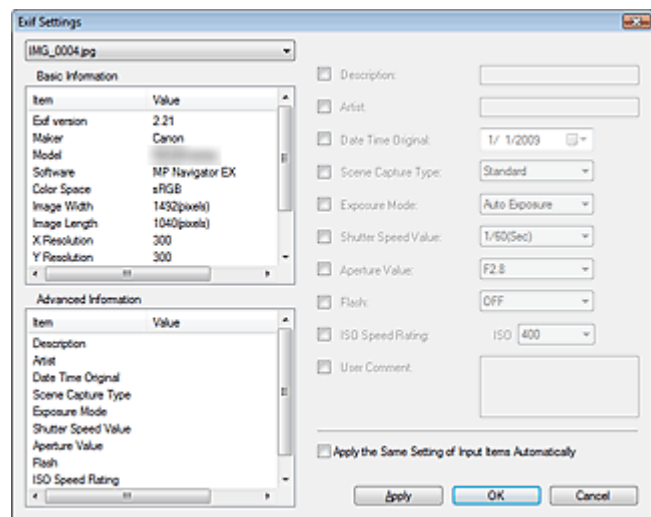 Exif Settings
IMG_0004.jpg
Basic Information
Item Value
Exif version 2.21
Maker Canon
Model
Software MP Navigator EX
Color Space sRGB
Image Width 1492(pixels)
Image Length 1040(pixels)
X Resolution 300
Y Resolution 300
Advanced Information
Item Value
Description
Artist
Date Time Original
Scene Capture Type
Exposure Mode
Shutter Speed Value
Aperture Value
Flash
ISO Speed Rating
Description:
Artist:
Date Time Original: 1/ 1/2009
Scene Capture Type: Standard
Exposure Mode: Auto Exposure
Shutter Speed Value: 1/60(Sec)
Aperture Value: F2.8
Flash: OFF
ISO Speed Rating: ISO 400
User Comment:
Apply the Same Setting of Input Items Automatically
Apply OK Cancel